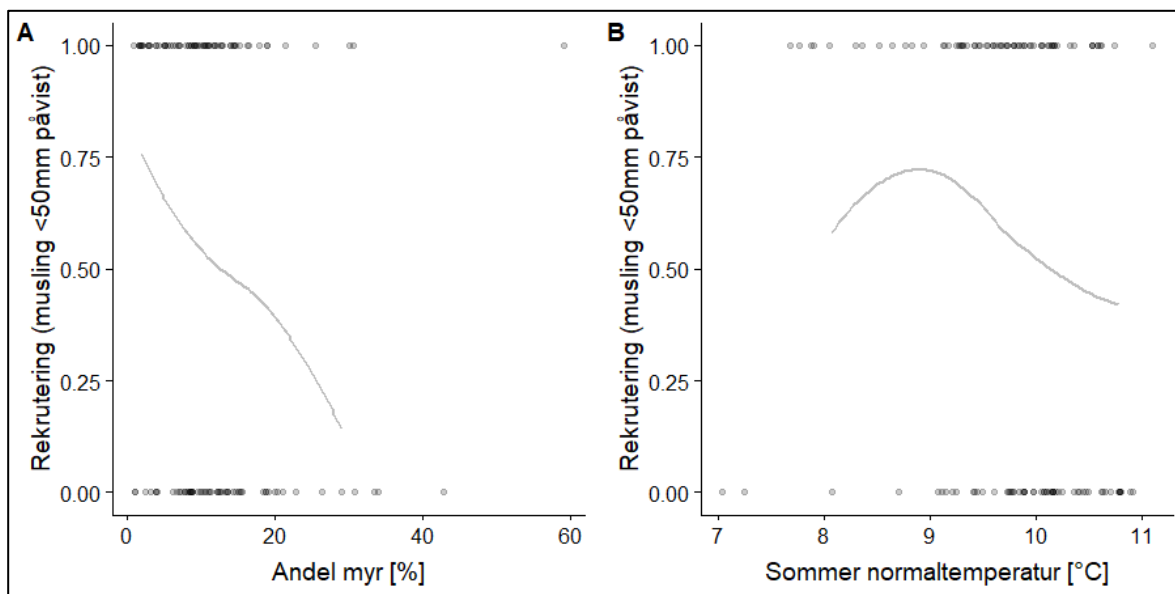 A
Rekrutering (musling <50mm påvist)
1.00
0.75
0.50
0.25
0.00
0 20 40 60
Andel myr [%]
B
Rekrutering (musling <50mm påvist)
1.00
0.75
0.50
0.25
0.00
7 8 9 10 11
Sommer normaltemperatur [°C]